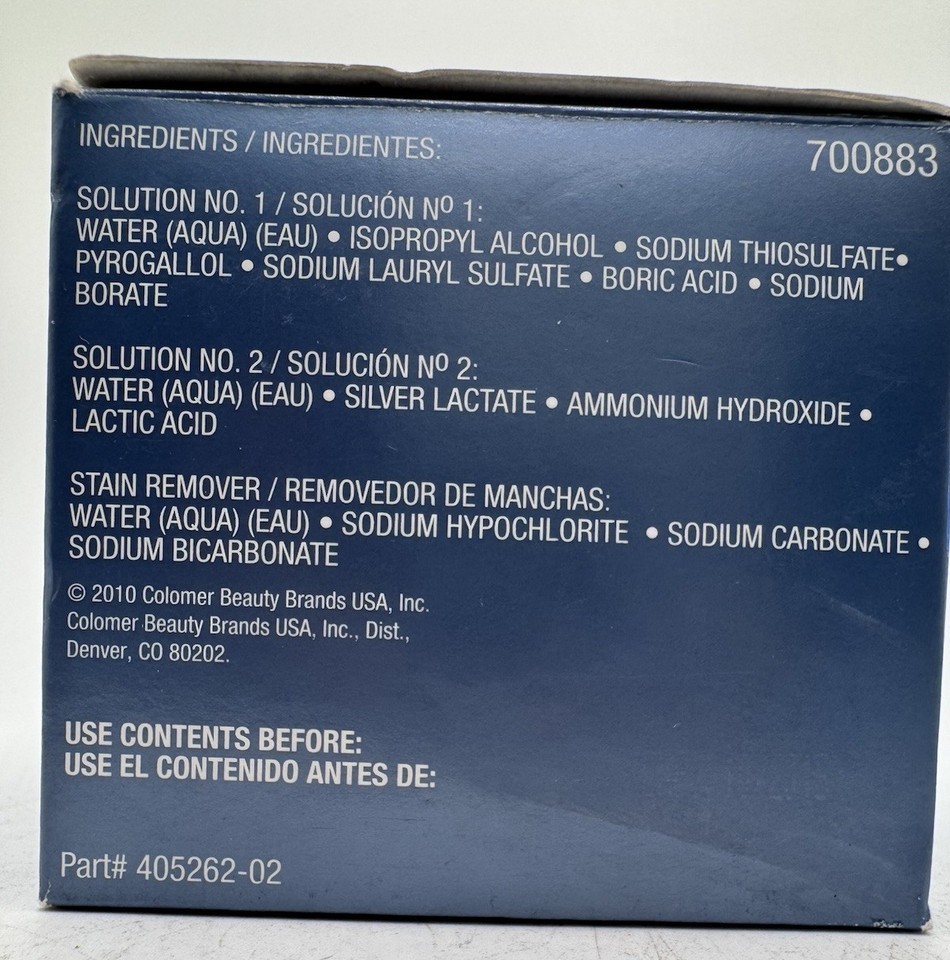 INGREDIENTS / INGREDIENTES:
700883
SOLUTION NO. 1 / SOLUCIÓN Nº 1:
WATER (AQUA) (EAU) • ISOPROPYL ALCOHOL • SODIUM THIOSULFATE•
PYROGALLOL • SODIUM LAURYL SULFATE • BORIC ACID • SODIUM
BORATE
SOLUTION NO. 2 / SOLUCIÓN Nº 2:
WATER (AQUA) (EAU) • SILVER LACTATE • AMMONIUM HYDROXIDE •
LACTIC ACID
STAIN REMOVER / REMOVEDOR DE MANCHAS:
WATER (AQUA) (EAU) • SODIUM HYPOCHLORITE • SODIUM CARBONATE •
SODIUM BICARBONATE
© 2010 Colomer Beauty Brands USA, Inc.
Colomer Beauty Brands USA, Inc., Dist.,
Denver, CO 80202.
USE CONTENTS BEFORE:
USE EL CONTENIDO ANTES DE:
Part# 405262-02